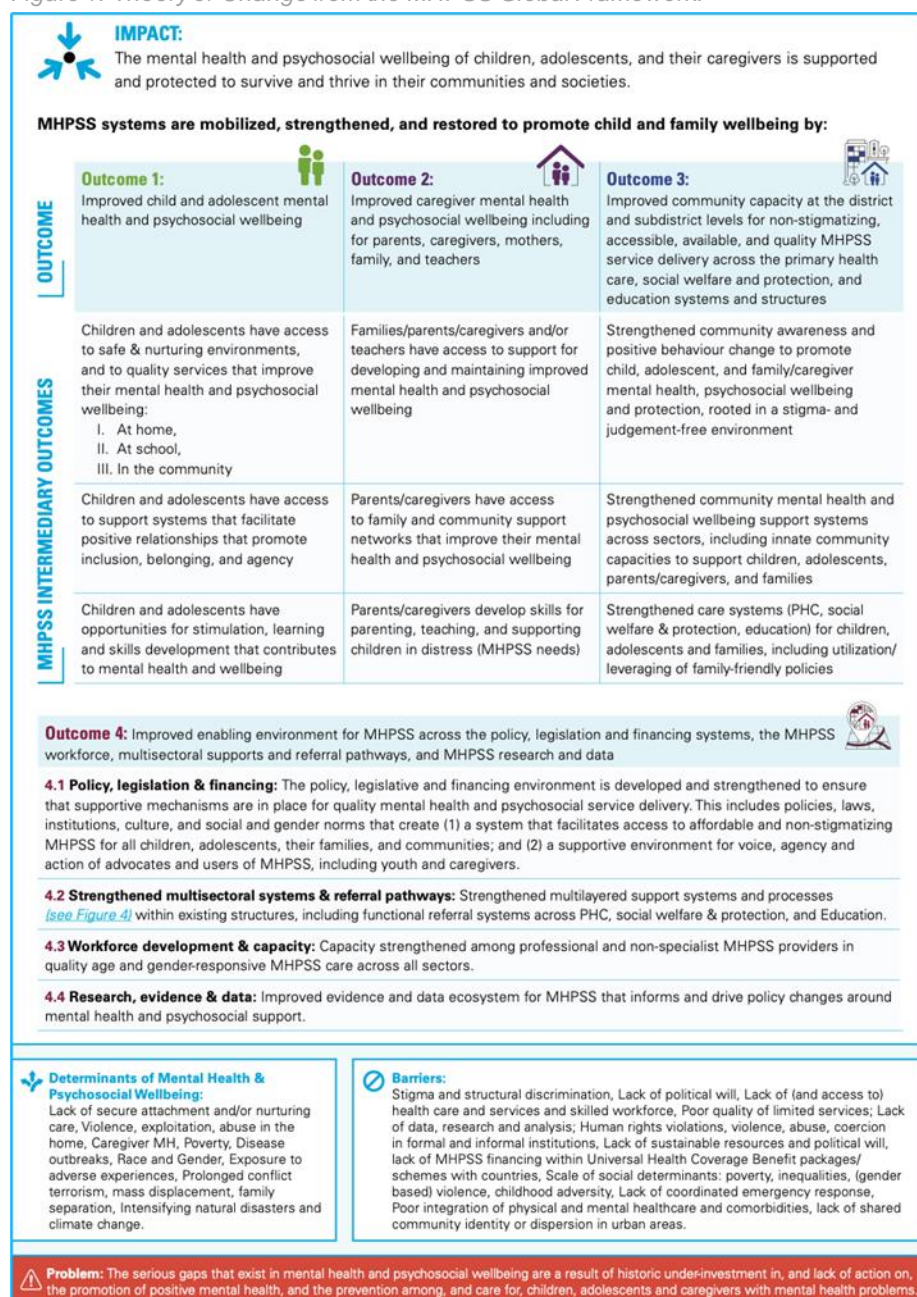 IMPACT:
The mental health and psychosocial wellbeing of children, adolescents, and their caregivers is supported
and protected to survive and thrive in their communities and societies.
MHPSS systems are mobilized, strengthened, and restored to promote child and family wellbeing by:
OUTCOME
Outcome 1:
Improved child and adolescent mental
health and psychosocial wellbeing
Outcome 2:
Improved caregiver mental health
and psychosocial wellbeing including
for parents, caregivers, mothers,
family, and teachers
Outcome 3:
Improved community capacity at the district
and subdistrict levels for non-stigmatizing,
accessible, available, and quality MHPSS
service delivery across the primary health
care, social welfare and protection, and
education systems and structures
MHPSS INTERMEDIARY OUTCOMES
Children and adolescents have access
to safe & nurturing environments,
and to quality services that improve
their mental health and psychosocial
wellbeing:
I. At home,
II. At school,
III. In the community
Families/parents/caregivers and/or
teachers have access to support for
developing and maintaining improved
mental health and psychosocial
wellbeing
Strengthened community awareness and
positive behaviour change to promote
child, adolescent, and family/caregiver
mental health, psychosocial wellbeing
and protection, rooted in a stigma- and
judgement-free environment
Children and adolescents have access
to support systems that facilitate
positive relationships that promote
inclusion, belonging, and agency
Parents/caregivers have access
to family and community support
networks that improve their mental
health and psychosocial wellbeing
Strengthened community mental health and
psychosocial wellbeing support systems
across sectors, including innate community
capacities to support children, adolescents,
parents/caregivers, and families
Children and adolescents have
opportunities for stimulation, learning
and skills development that contributes
to mental health and wellbeing
Parents/caregivers develop skills for
parenting, teaching, and supporting
children in distress (MHPSS needs)
Strengthened care systems (PHC, social
welfare & protection, education) for children,
adolescents and families, including utilization/
leveraging of family-friendly policies
Outcome 4: Improved enabling environment for MHPSS across the policy, legislation and financing systems, the MHPSS
workforce, multisectoral supports and referral pathways, and MHPSS research and data
4.1 Policy, legislation & financing: The policy, legislative and financing environment is developed and strengthened to ensure
that supportive mechanisms are in place for quality mental health and psychosocial service delivery. This includes policies, laws,
institutions, culture, and social and gender norms that create (1) a system that facilitates access to affordable and non-stigmatizing
MHPSS for all children, adolescents, their families, and communities; and (2) a supportive environment for voice, agency and
action of advocates and users of MHPSS, including youth and caregivers.
4.2 Strengthened multisectoral systems & referral pathways: Strengthened multilayered support systems and processes
(see Figure 4) within existing structures, including functional referral systems across PHC, social welfare & protection, and Education.
4.3 Workforce development & capacity: Capacity strengthened among professional and non-specialist MHPSS providers in
quality age and gender-responsive MHPSS care across all sectors.
4.4 Research, evidence & data: Improved evidence and data ecosystem for MHPSS that informs and drive policy changes around
mental health and psychosocial support.
Determinants of Mental Health &
Psychosocial Wellbeing:
Lack of secure attachment and/or nurturing
care, Violence, exploitation, abuse in the
home, Caregiver MH, Poverty, Disease
outbreaks, Race and Gender, Exposure to
adverse experiences, Prolonged conflict
terrorism, mass displacement, family
separation, Intensifying natural disasters and
climate change.
Barriers:
Stigma and structural discrimination, Lack of political will, Lack of (and access to)
health care and services and skilled workforce, Poor quality of limited services; Lack
of data, research and analysis; Human rights violations, violence, abuse, coercion
in formal and informal institutions, Lack of sustainable resources and political will,
lack of MHPSS financing within Universal Health Coverage Benefit packages/
schemes with countries, Scale of social determinants: poverty, inequalities, (gender
based) violence, childhood adversity, Lack of coordinated emergency response,
Poor integration of physical and mental healthcare and comorbidities, lack of shared
community identity or dispersion in urban areas.
Problem: The serious gaps that exist in mental health and psychosocial wellbeing are a result of historic under-investment in, and lack of action on,
the promotion of positive mental health, and the prevention among, and care for, children, adolescents and caregivers with mental health problems.